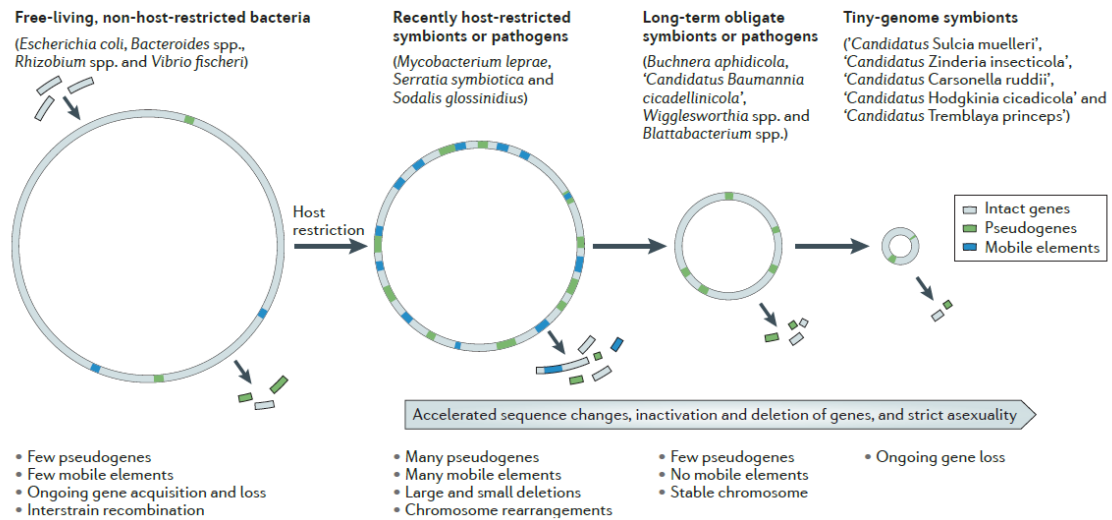 Free-living, non-host-restricted bacteria
(Escherichia coli, Bacteroides spp.,
Rhizobium spp. and Vibrio fischeri)
Recently host-restricted
symbionts or pathogens
(Mycobacterium leprae,
Serratia symbiotica and
Sodalis glossinidius)
Long-term obligate
symbionts or pathogens
(Buchnera aphidicola,
‘Candidatus Baumannia
cicadellinicola’,
Wigglesworthia spp. and
Blattabacterium spp.)
Tiny-genome symbionts
(‘Candidatus Sulcia muelleri’,
‘Candidatus Zinderia insecticola’,
‘Candidatus Carsonella ruddii’,
‘Candidatus Hodgkinia cicadicola’ and
‘Candidatus Tremblaya princeps’)
Host
restriction
Intact genes
Pseudogenes
Mobile elements
Accelerated sequence changes, inactivation and deletion of genes, and strict asexuality
• Few pseudogenes
• Few mobile elements
• Ongoing gene acquisition and loss
• Interstrain recombination
• Many pseudogenes
• Many mobile elements
• Large and small deletions
• Chromosome rearrangements
• Few pseudogenes
• No mobile elements
• Stable chromosome
• Ongoing gene loss